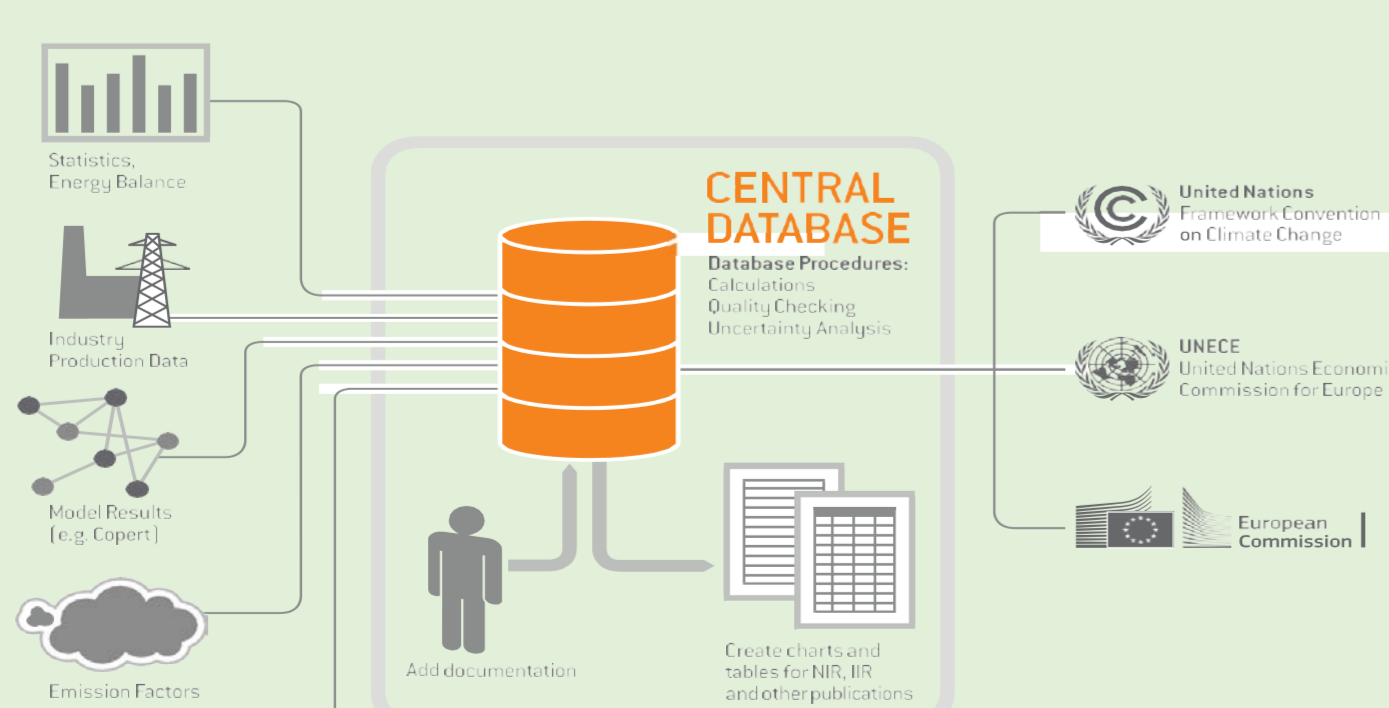 Statistics,
Energy Balance
Industry
Production Data
Model Results
(e.g. Copert)
Emission Factors
CENTRAL
DATABASE
Database Procedures:
Calculations
Quality Checking
Uncertainty Analysis
Add documentation
Create charts and
tables for NIR, IIR
and other publications
United Nations
Framework Convention
on Climate Change
UNECE
United Nations Economi
Commission for Europe
European
Commission